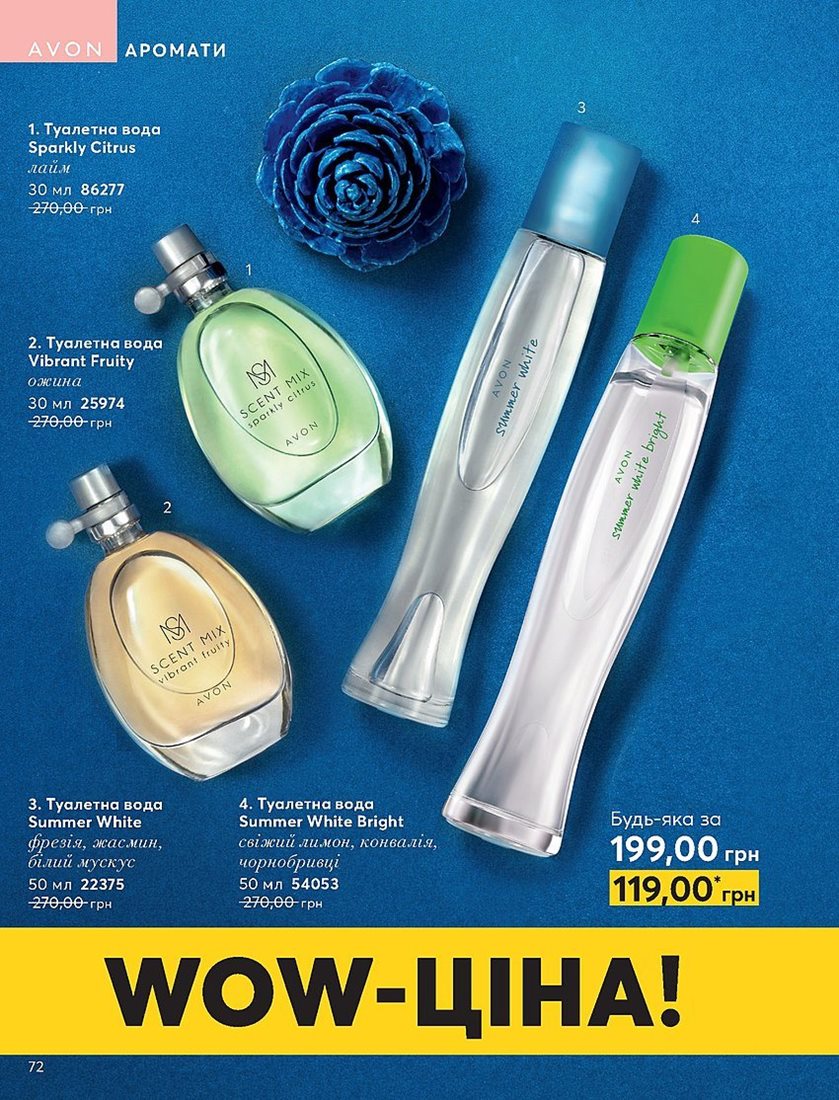 AVON АРОМАТИ
1. Туалетна вода
Sparkly Citrus
лайм
30 мл 86277
270,00 грн
1
2. Туалетна вода
Vibrant Fruity
ожина
30 мл 25974
270,00 грн
2
3
4
SM
SCENT MIX
sparkly citrus
AVON
SM
SCENT MIX
vibrant fruity
AVON
AVON
summer white
AVON
summer white bright
3. Туалетна вода
Summer White
фрезія, жасмин,
білий мускус
50 мл 22375
270,00 грн
4. Туалетна вода
Summer White Bright
свіжий лимон, конвалія,
чорнобривці
50 мл 54053
270,00 грн
Будь-яка за
199,00 грн
119,00* грн
WOW-ЦІНА!
72